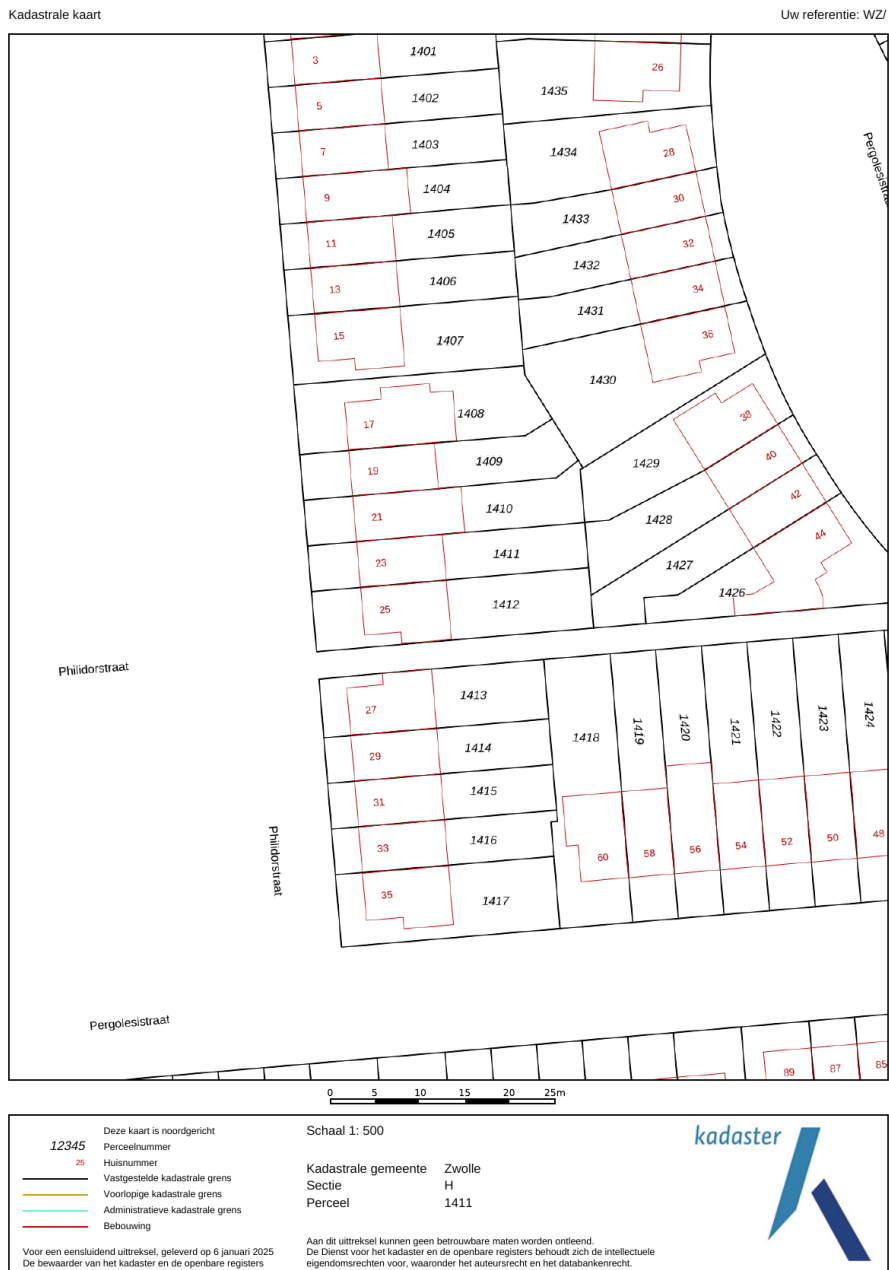 Kadastrale kaart
Uw referentie: WZ/
3
1401
26
5
1402
1435
7
1403
1434
28
Pergolesistraat
9
1404
30
11
1405
1433
32
13
1406
1432
34
15
1407
1431
36
1430
17
1408
38
19
1409
1429
40
21
1410
1428
42
23
1411
1427
44
25
1412
1426
Philidorstraat
27
1413
1418
1419
1420
1421
1422
1423
1424
29
1414
31
1415
33
1416
60
58
56
54
52
50
48
Philidorstraat
35
1417
Pergolesistraat
89
87
85
0 5 10 15 20 25m
Deze kaart is noordgericht
12345 Perceelnummer
25 Huisnummer
Vastgestelde kadastrale grens
Voorlopige kadastrale grens
Administratieve kadastrale grens
Bebouwing
Voor een eensluidend uittreksel, geleverd op 6 januari 2025
De bewaarder van het kadaster en de openbare registers
Schaal 1: 500
Kadastrale gemeente Zwolle
Sectie H
Perceel 1411
Aan dit uittreksel kunnen geen betrouwbare maten worden ontleend.
De Dienst voor het kadaster en de openbare registers behoudt zich de intellectuele
eigendomsrechten voor, waaronder het auteursrecht en het databankenrecht.
kadaster